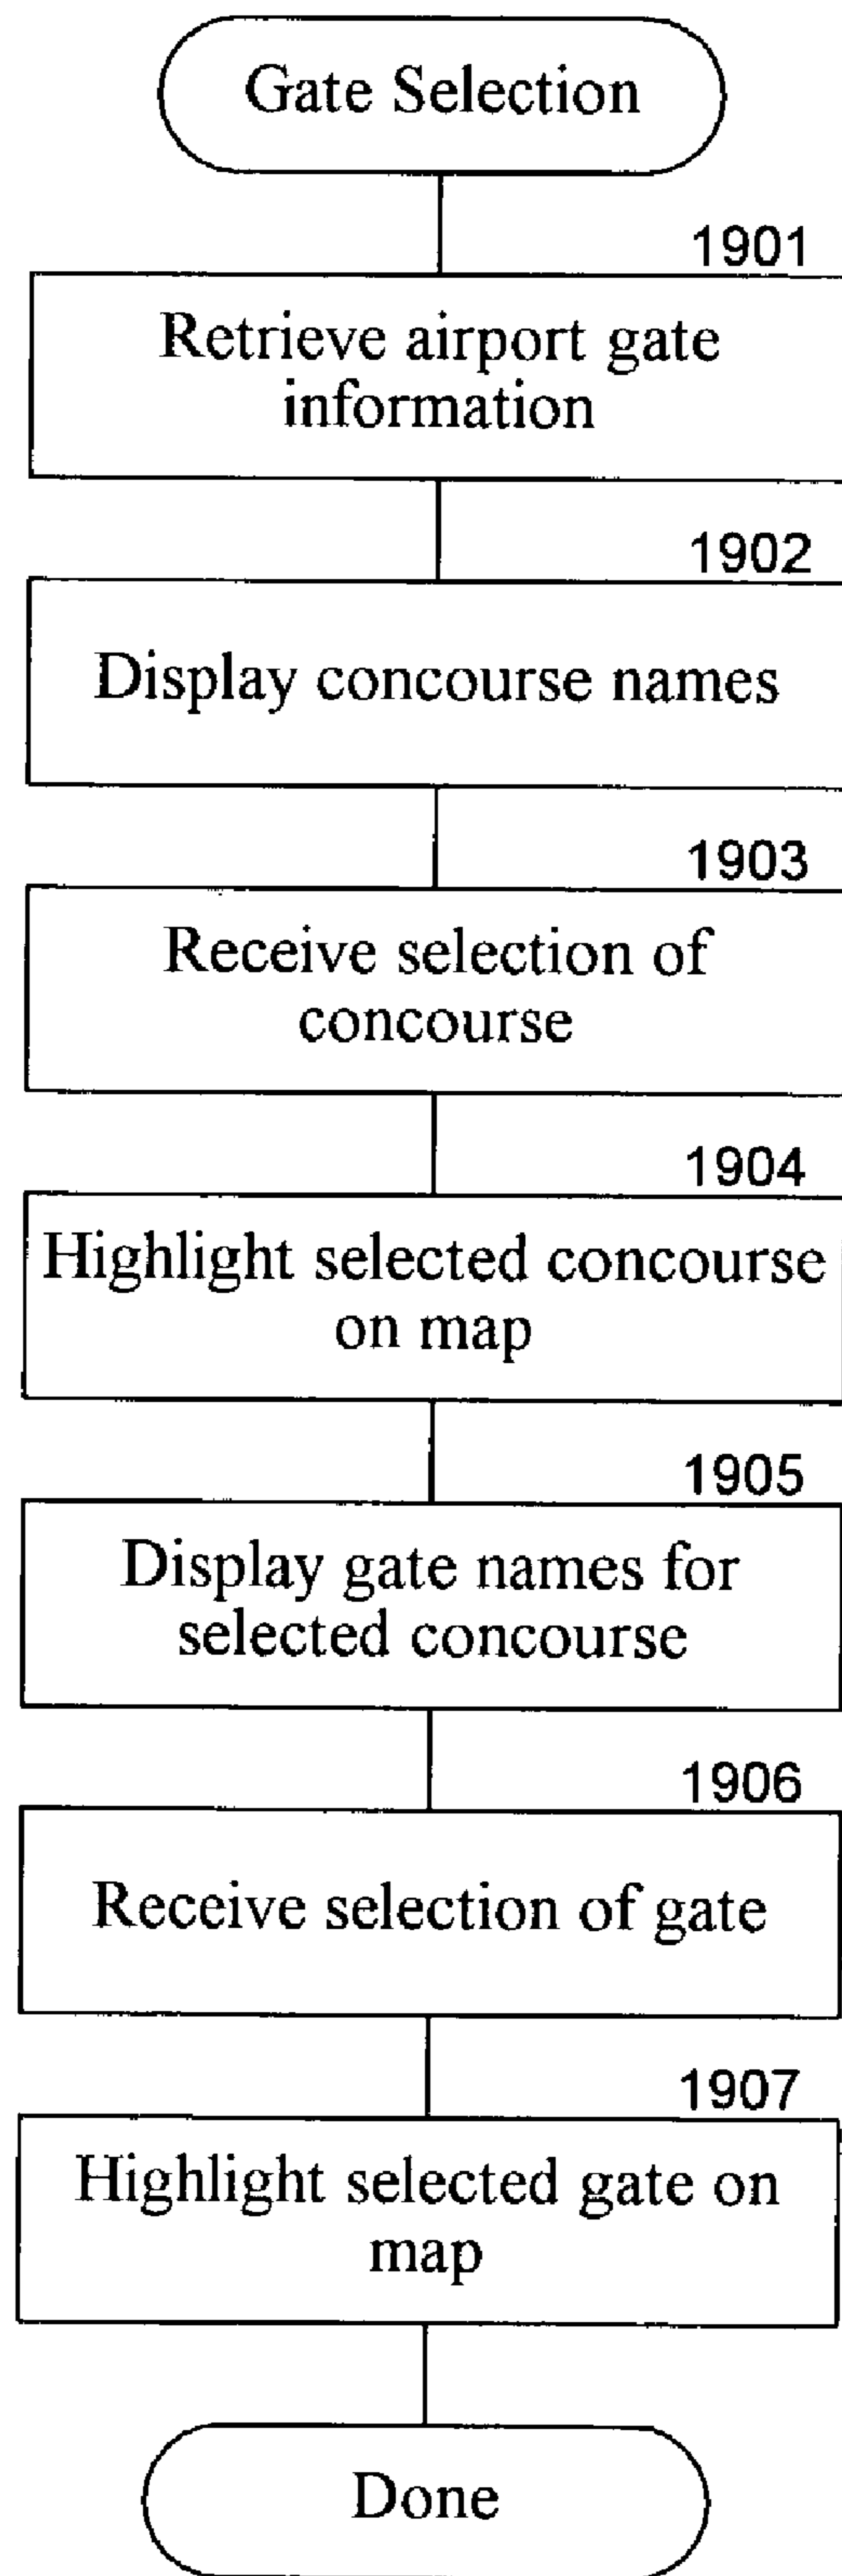 Gate Selection
1901
Retrieve airport gate
information
1902
Display concourse names
1903
Receive selection of
concourse
1904
Highlight selected concourse
on map
1905
Display gate names for
selected concourse
1906
Receive selection of gate
1907
Highlight selected gate on
map
Done